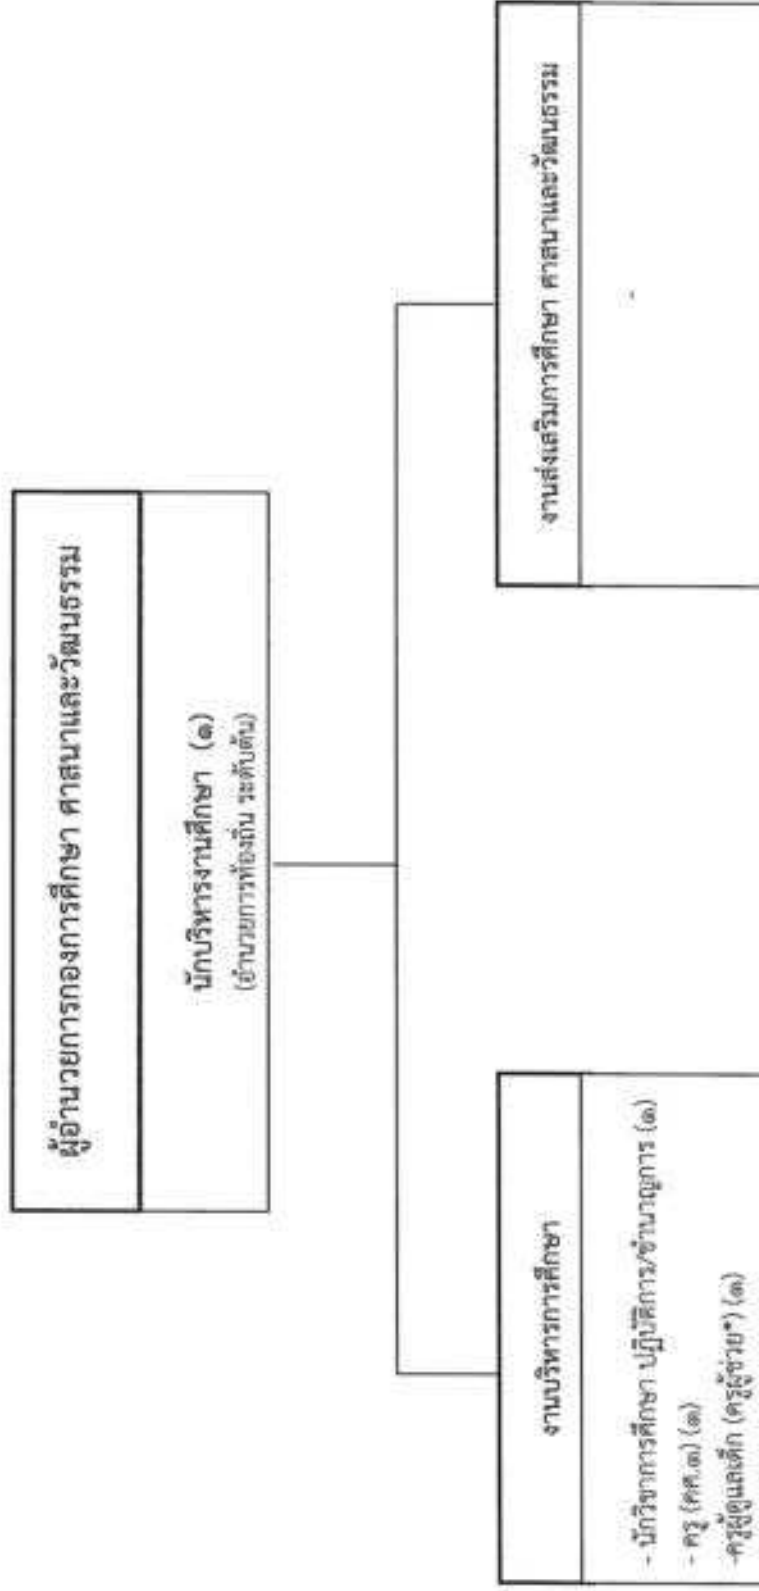 ผู้อำนวยการกองการศึกษา ศาสนาและวัฒนธรรม
นักบริหารงานศึกษา (๑)
(อำนวยการท้องถิ่น ระดับต้น)
งานบริหารการศึกษา
- นักวิชาการศึกษา ปฏิบัติการ/ชำนาญการ (๑)
- ครู (คศ.๑) (๑)
-ครูผู้ดูแลเด็ก (ครูผู้ช่วย*) (๑)
งานส่งเสริมการศึกษา ศาสนาและวัฒนธรรม
-